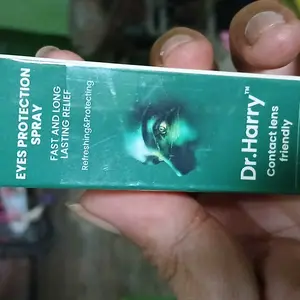 EYES PROTECTION
SPRAY
FAST AND LONG
LASTING RELIEF
Refreshing&Protecting
Dr.Harry™
Contact lens
friendly